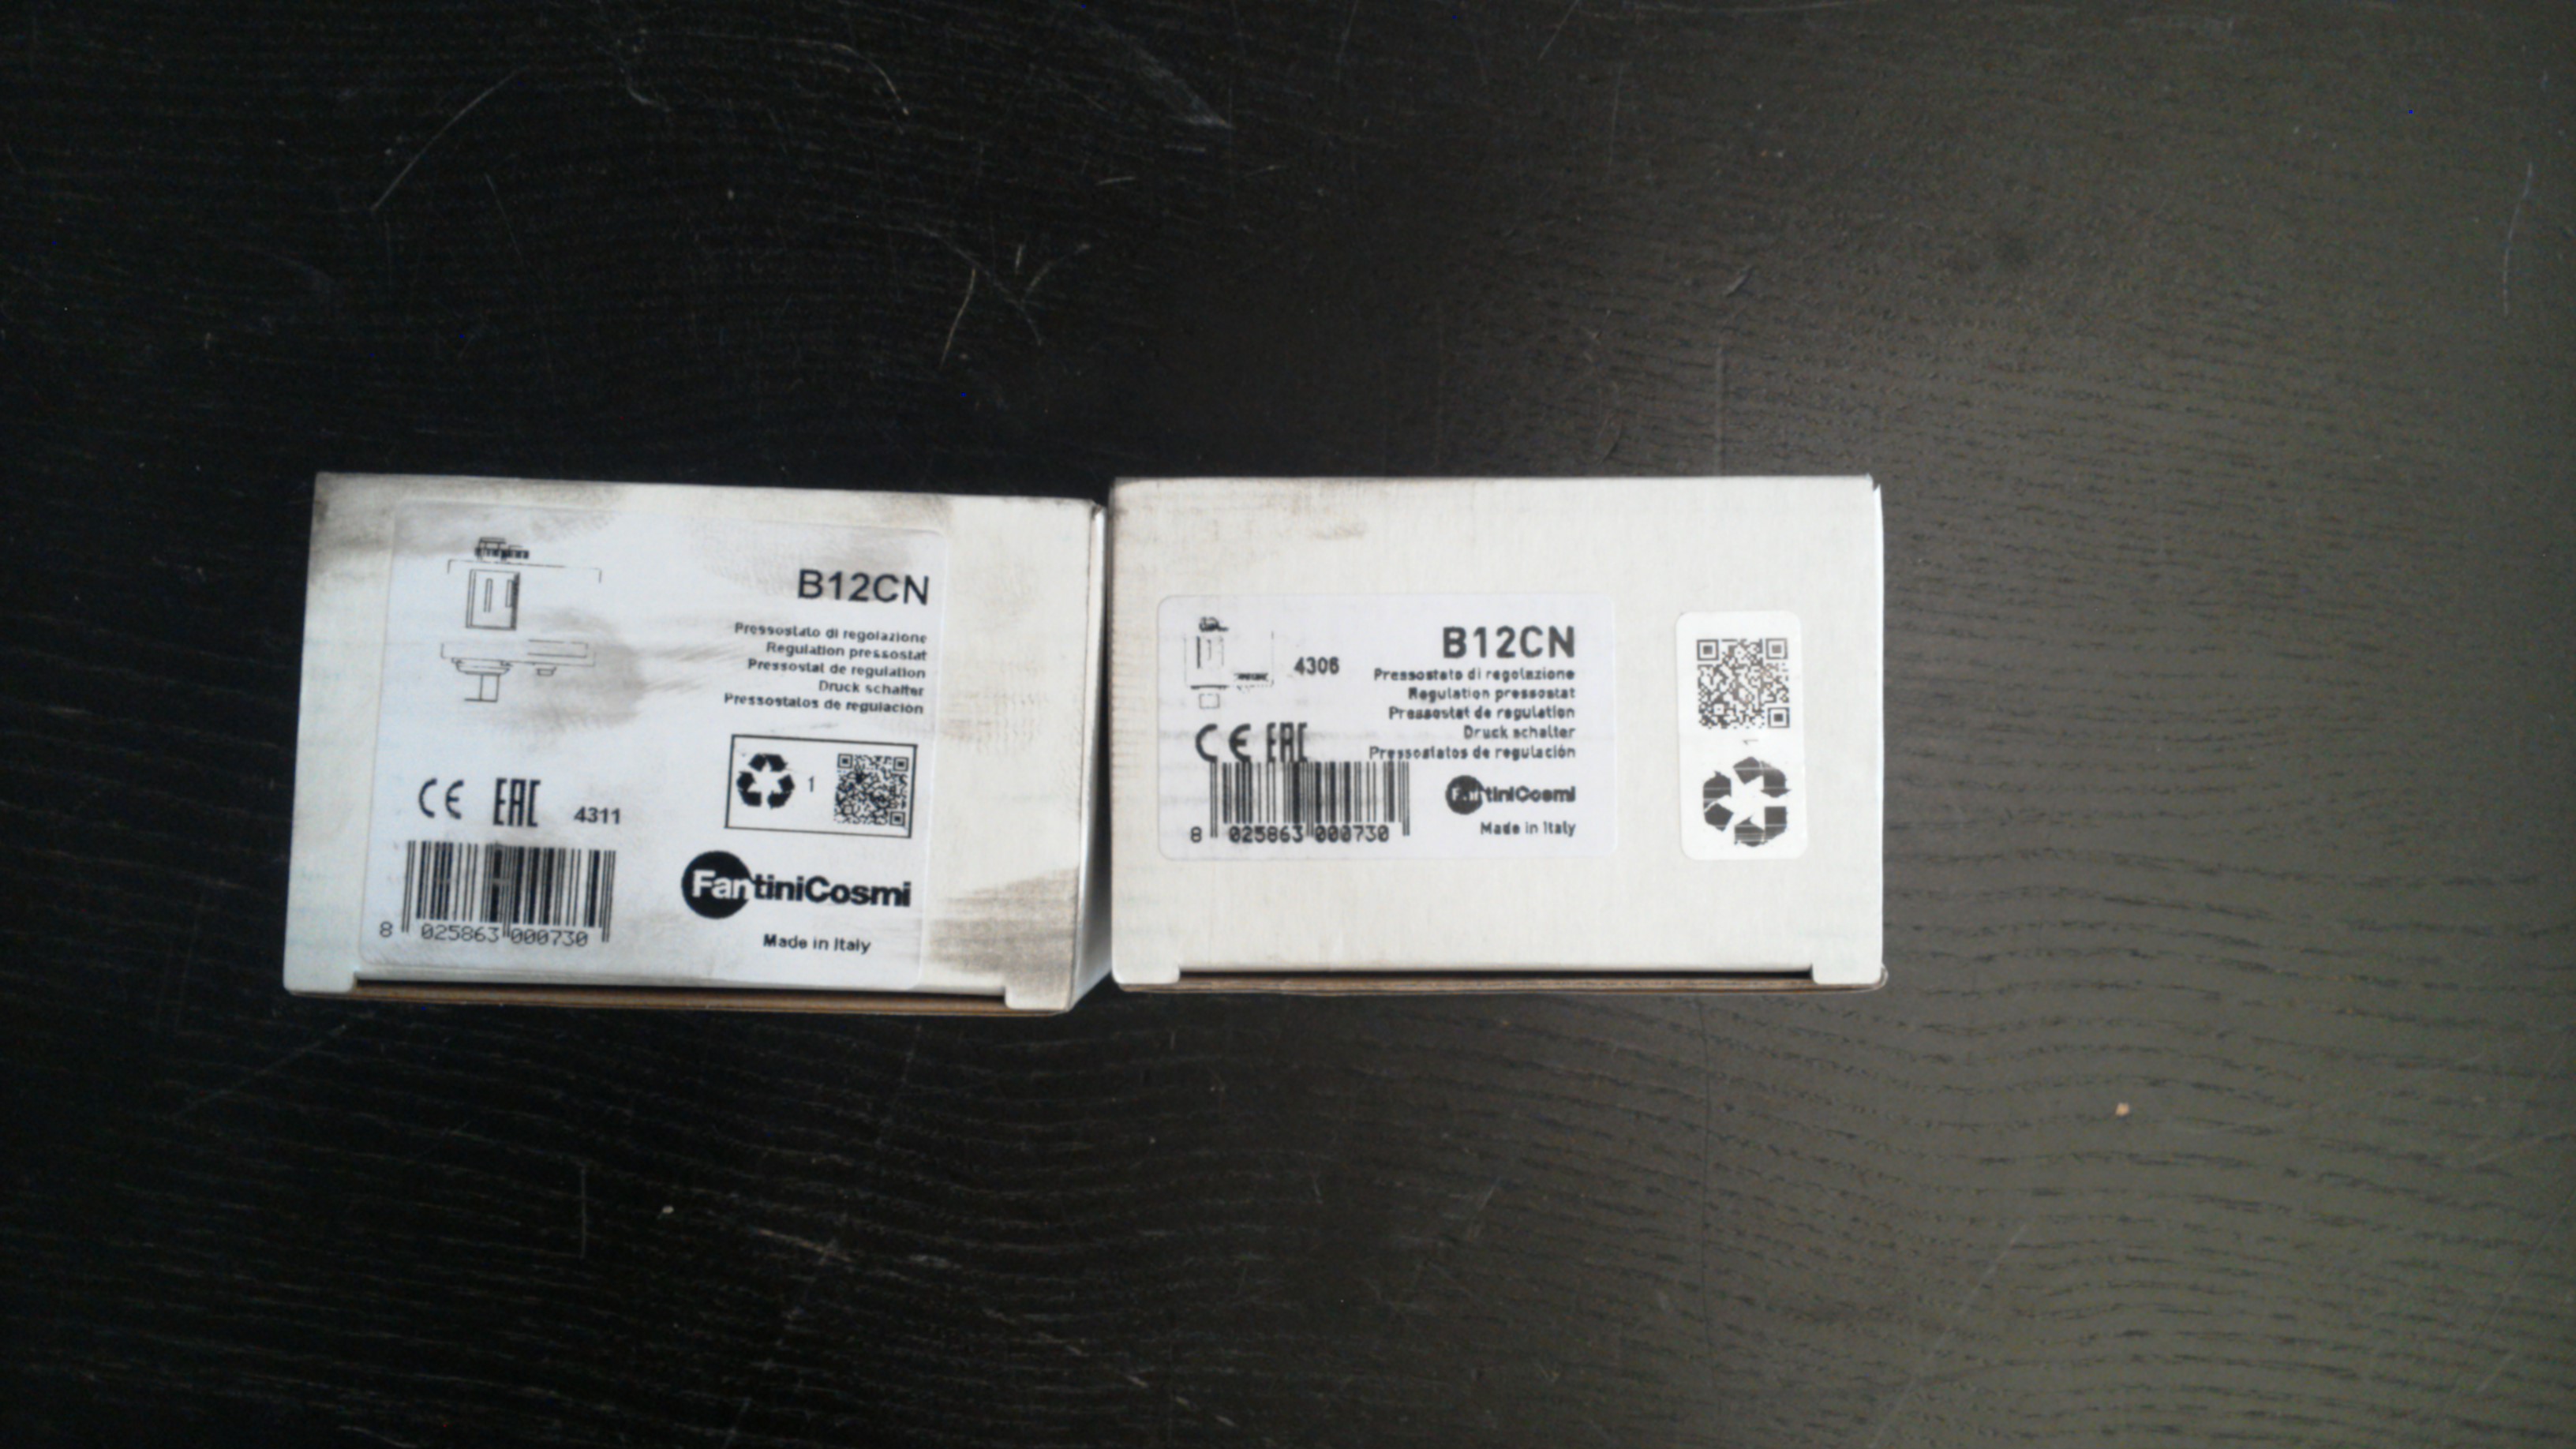 B12CN
Pressostato di regolazione
Regulation pressostat
Pressostat de regulation
Druck schalter
Pressostatos de regulación
1
CE EAC 4311
8 025863 000730
FantiniCosmi
Made in Italy
B12CN
4306
Pressostato di regolazione
Regulation pressostat
Pressostat de regulation
Druck schalter
Pressostatos de regulación
CE EAC
8 025863 000730
FantiniCosmi
Made in Italy
1